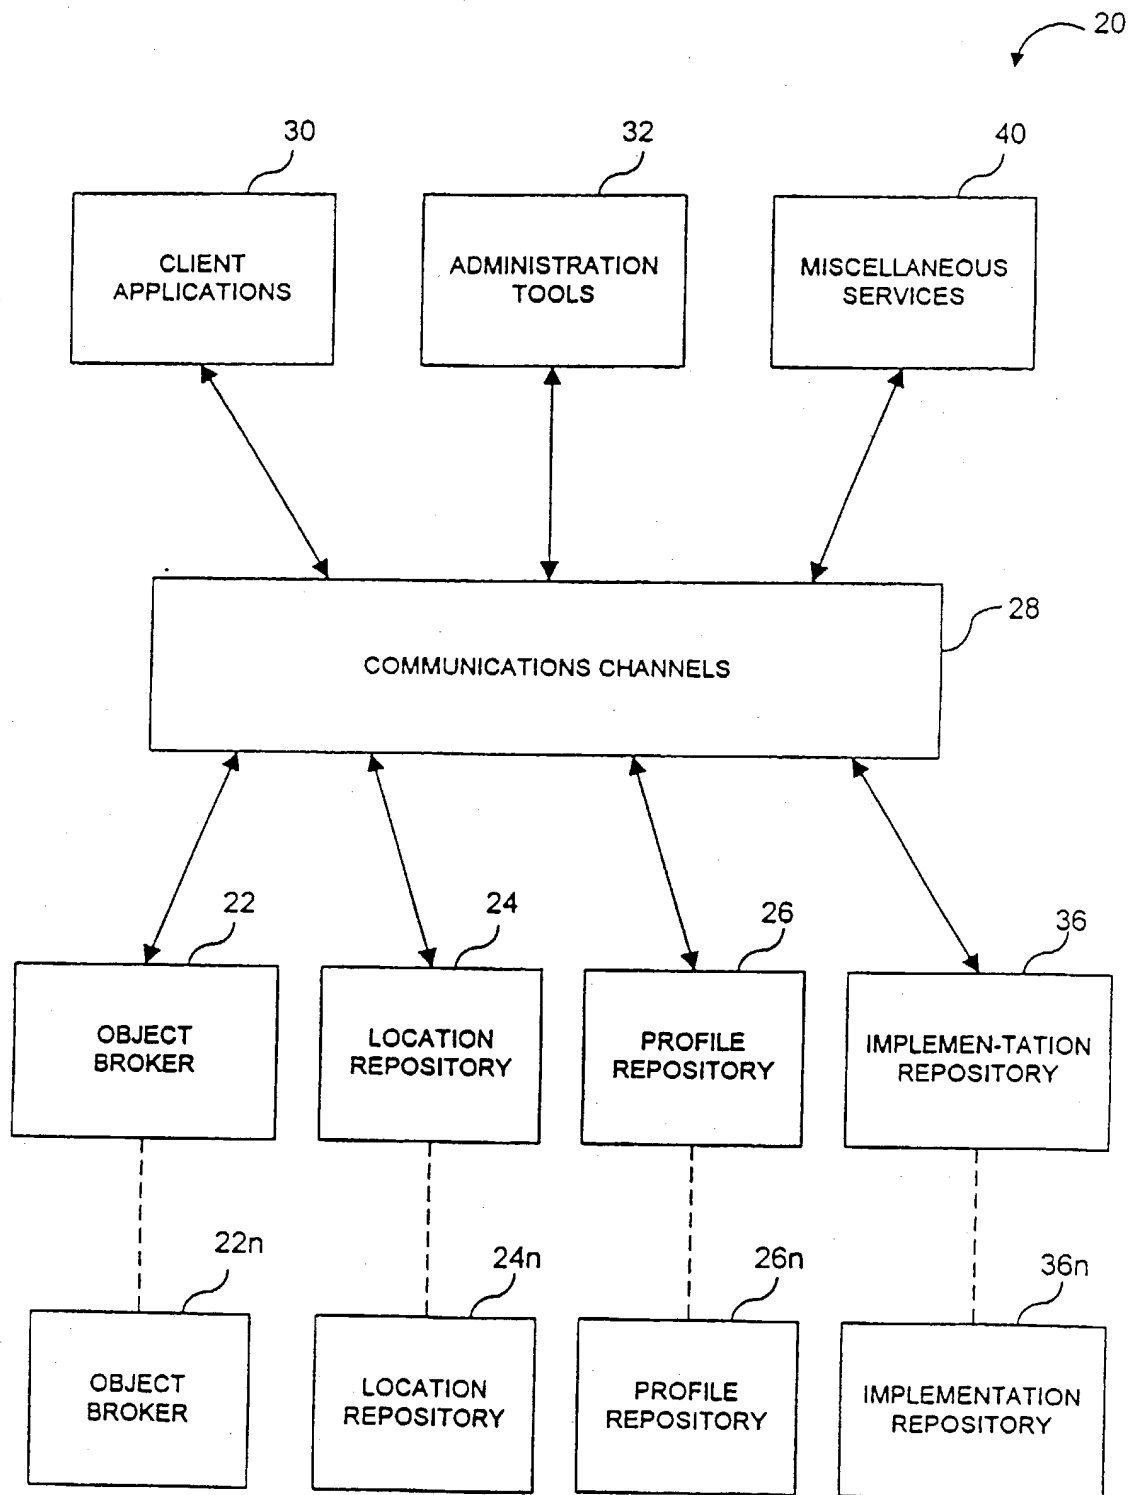 20
30
32
40
CLIENT
APPLICATIONS
ADMINISTRATION
TOOLS
MISCELLANEOUS
SERVICES
28
COMMUNICATIONS CHANNELS
22
24
26
36
OBJECT
BROKER
LOCATION
REPOSITORY
PROFILE
REPOSITORY
IMPLEMEN-TATION
REPOSITORY
22n
24n
26n
36n
OBJECT
BROKER
LOCATION
REPOSITORY
PROFILE
REPOSITORY
IMPLEMENTATION
REPOSITORY